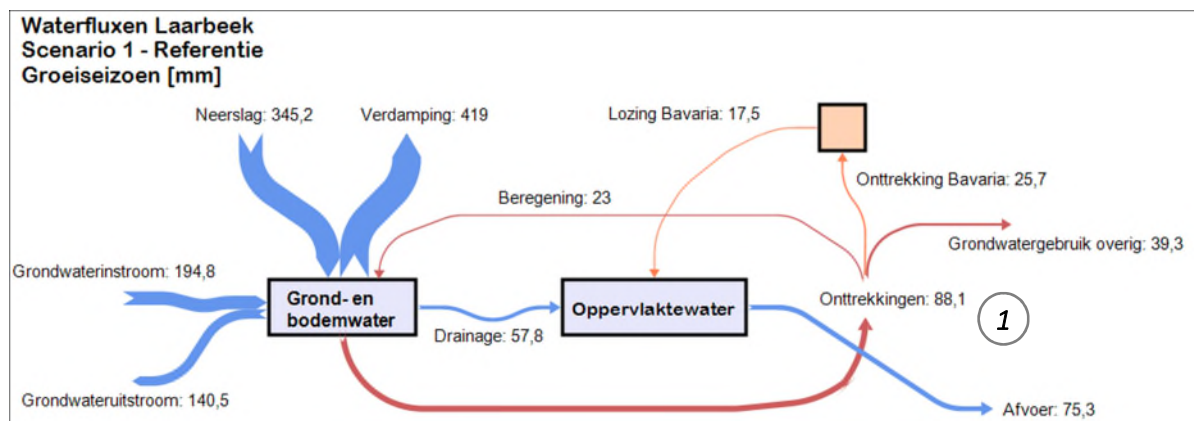 Waterfluxen Laarbeek
Scenario 1 - Referentie
Groeiseizoen [mm]
Neerslag: 345,2
Verdamping: 419
Lozing Bavaria: 17,5
Onttrekking Bavaria: 25,7
Beregening: 23
Grondwatergebruik overig: 39,3
Grondwaterinstroom: 194,8
Grond- en
bodemwater
Oppervlaktewater
Onttrekkingen: 88,1
1
Drainage: 57,8
Grondwateruitstroom: 140,5
Afvoer: 75,3